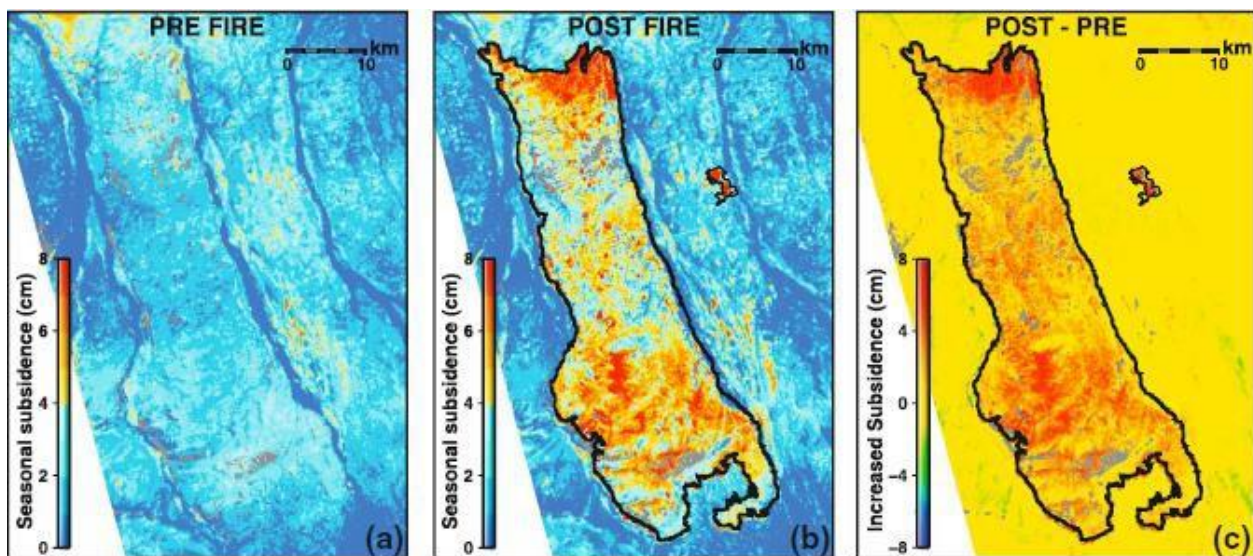 PRE FIRE
km
0 10
Seasonal subsidence (cm)
8
6
4
2
0
(a)
POST FIRE
km
0 10
Seasonal subsidence (cm)
8
6
4
2
0
(b)
POST - PRE
km
0 10
Increased Subsidence (cm)
8
4
0
−4
−8
(c)